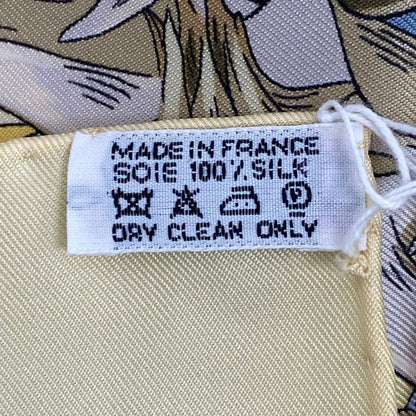 MADE IN FRANCE
SOIE 100% SILK
DRY CLEAN ONLY